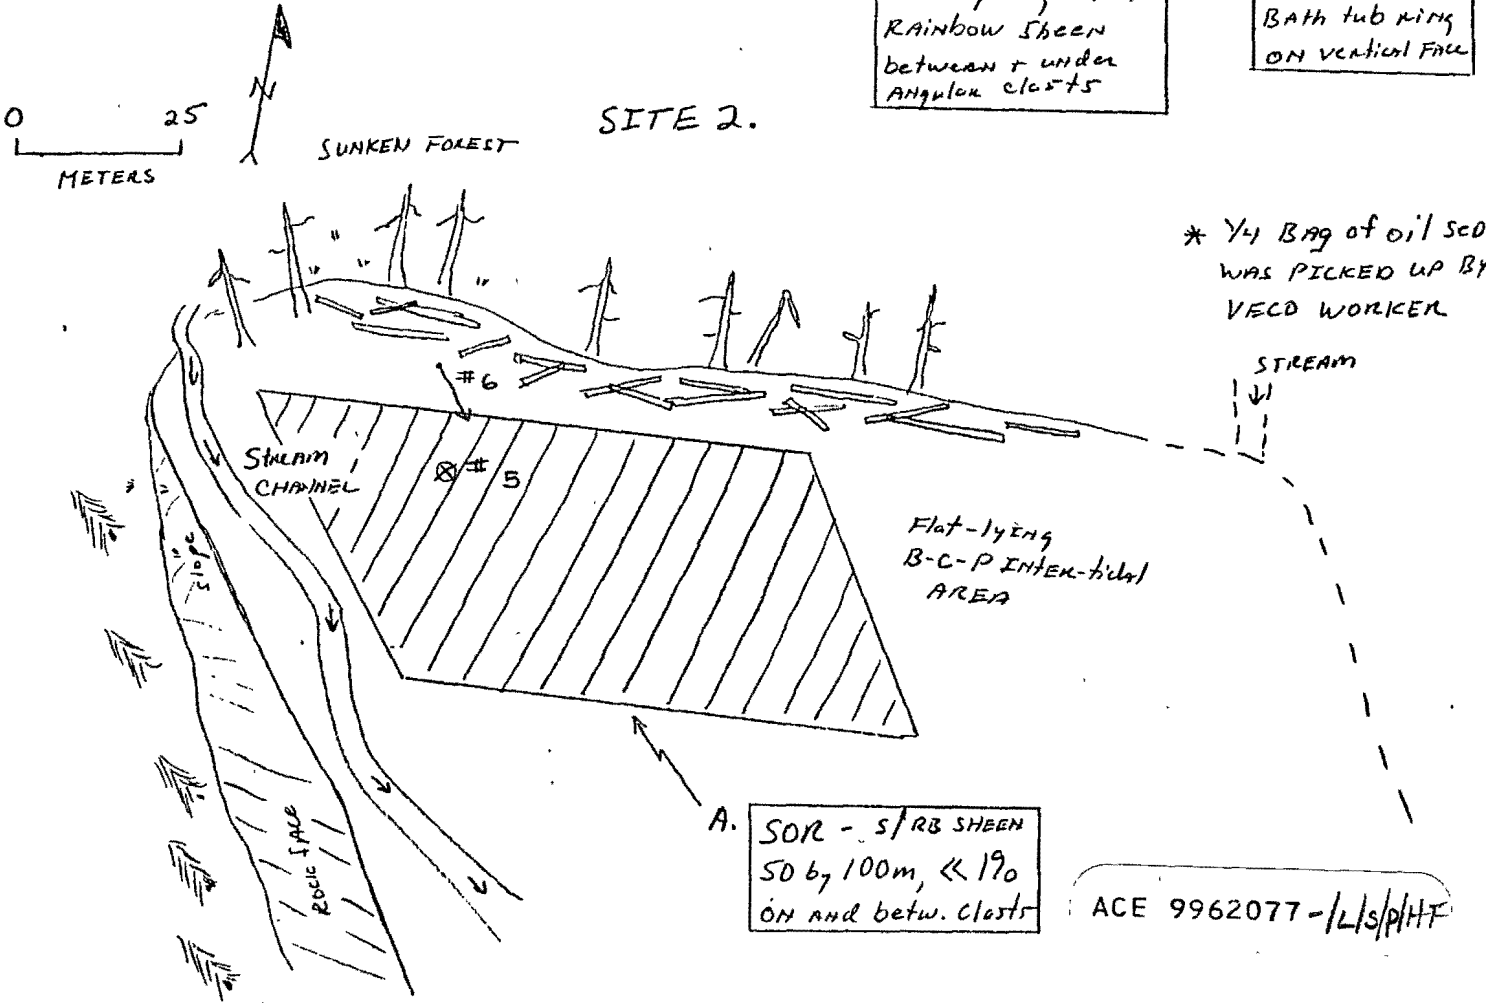 RAINBOW Sheen
between + under
ANgular clasts
BAth tub ring
ON vertical FAce
N
0 25
METERS
SITE 2.
SUNKEN FOREST
* 1/4 BAg of oil SED
WAS PICKED UP BY
VECO WORKER
STREAM
#6
Stream
CHANNEL
# 5
Slope
Flat-lying
B-C-P INter-tidal
AREA
ROCK FACE
A.
SOR - S/RB SHEEN
50 by 100m, << 1%
ON ANd betw. Clasts
ACE 9962077-/L/S/P/HF